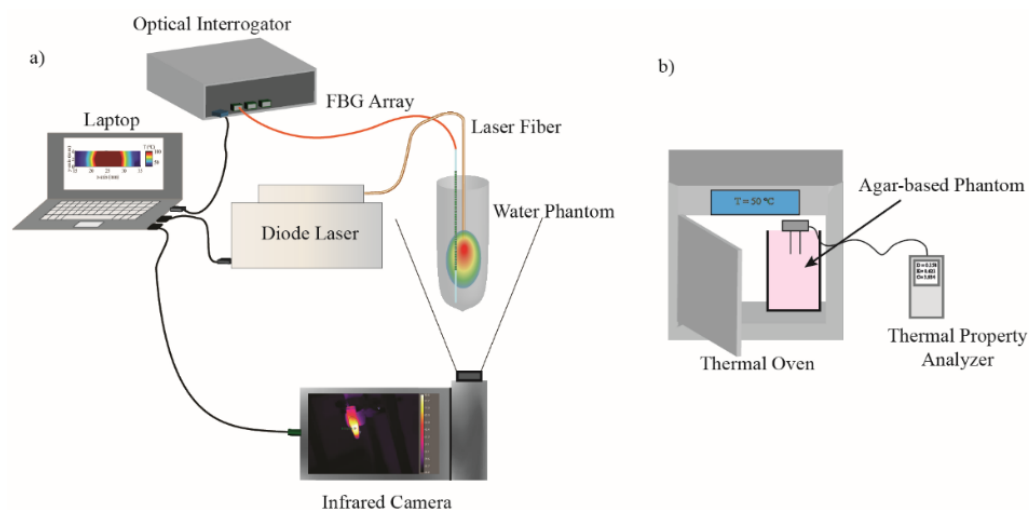 a)
Optical Interrogator
FBG Array
Laptop
Laser Fiber
Water Phantom
Diode Laser
Infrared Camera
b)
T = 50 °C
Agar-based Phantom
Thermal Oven
Thermal Property
Analyzer